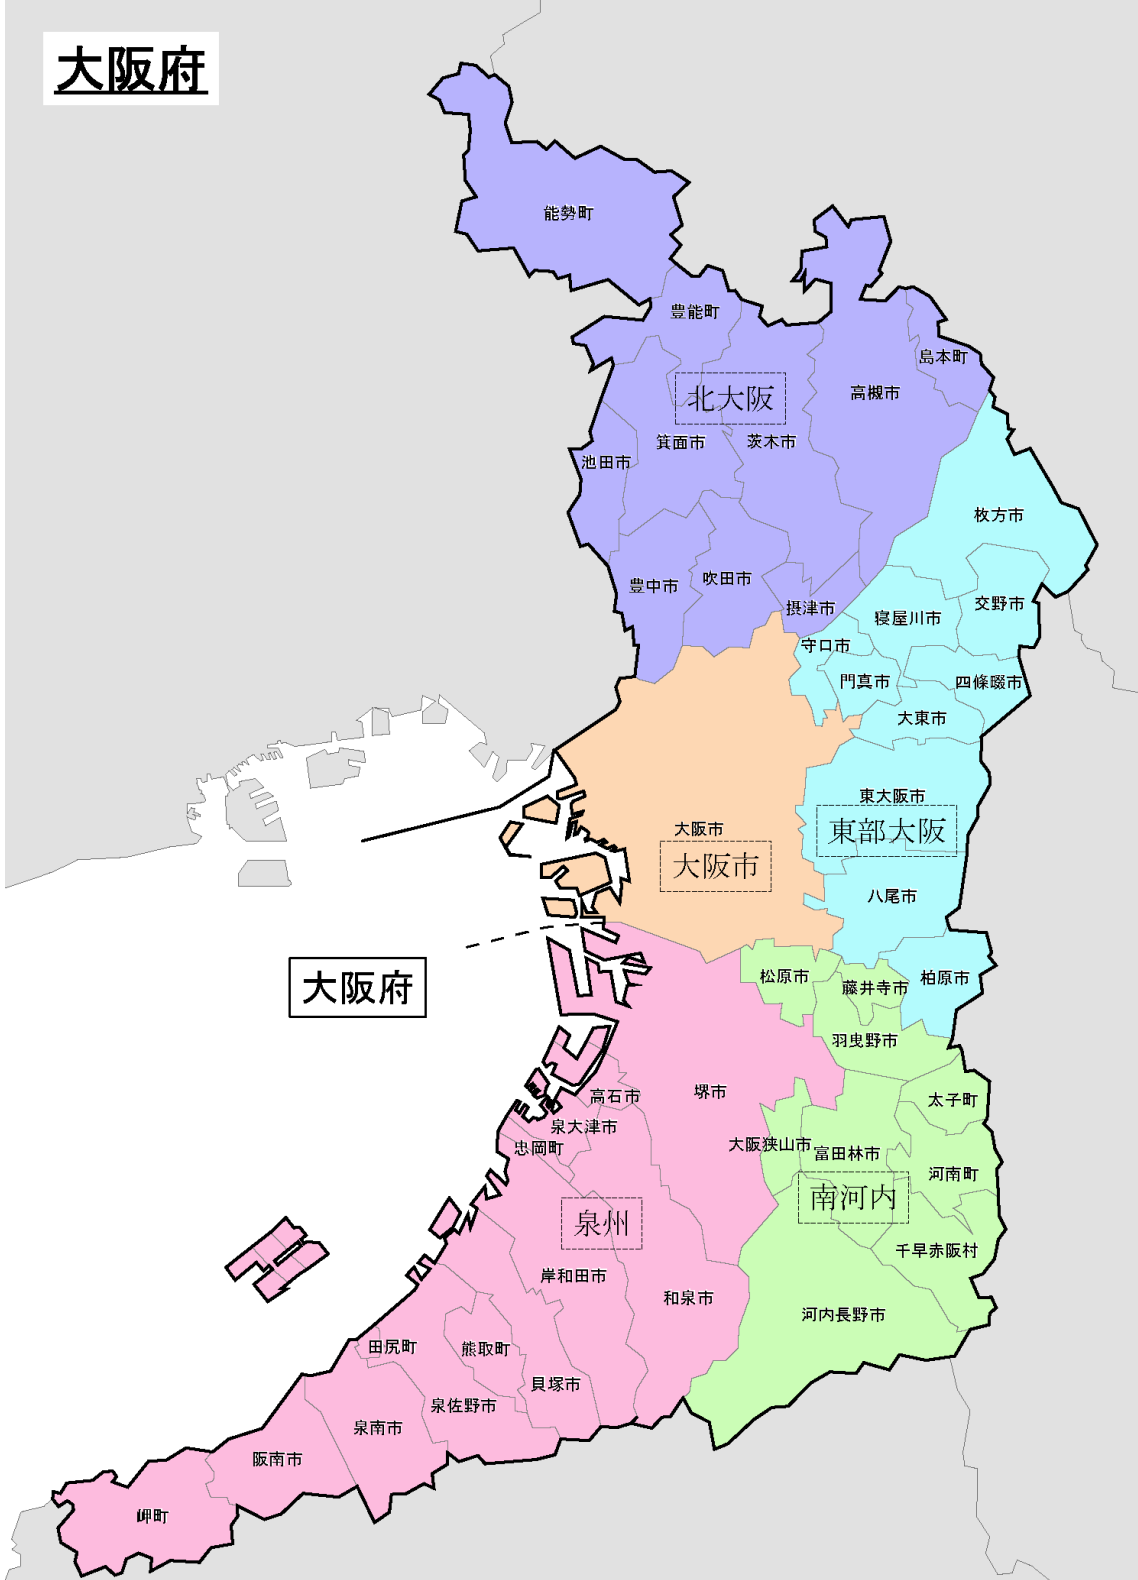 大阪府
能勢町
豊能町
島本町
高槻市
北大阪
箕面市
茨木市
池田市
枚方市
吹田市
豊中市
摂津市
交野市
寝屋川市
守口市
門真市
四條畷市
大東市
東大阪市
東部大阪
大阪市
大阪市
八尾市
松原市
藤井寺市
柏原市
大阪府
羽曳野市
高石市
堺市
太子町
泉大津市
忠岡町
大阪狭山市
富田林市
河南町
南河内
泉州
千早赤阪村
岸和田市
和泉市
河内長野市
田尻町
熊取町
貝塚市
泉佐野市
泉南市
阪南市
岬町